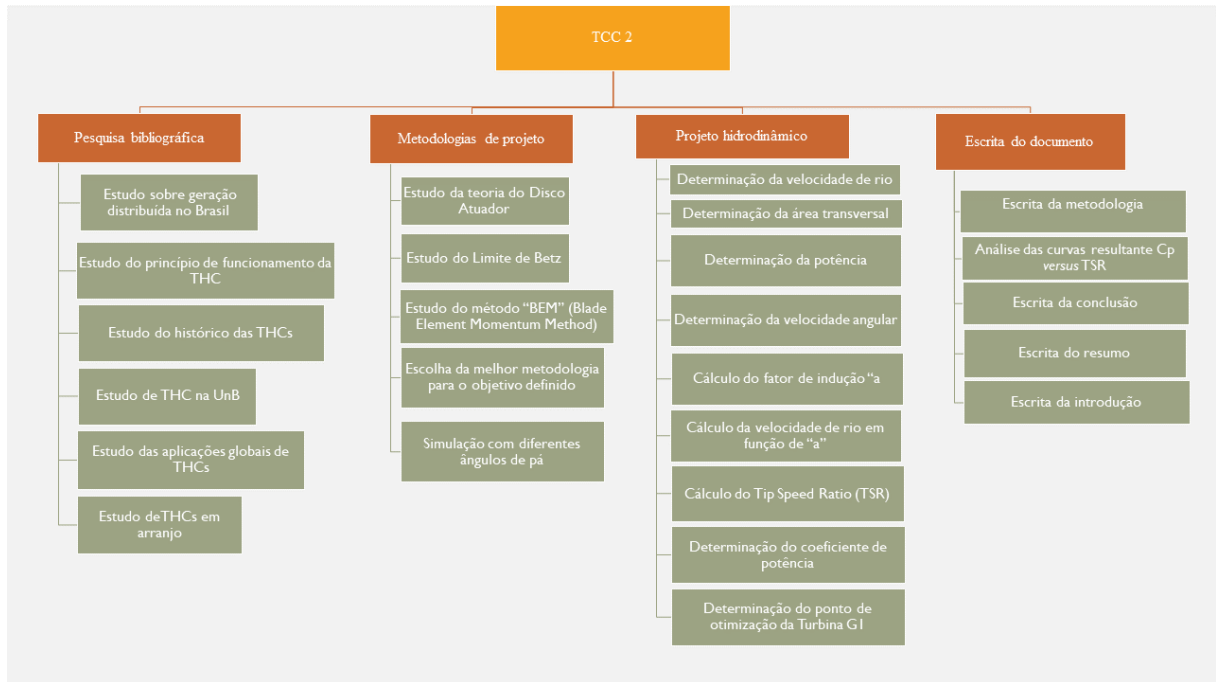 TCC 2
Pesquisa bibliográfica
Estudo sobre geração
distribuída no Brasil
Estudo do princípio de funcionamento da
THC
Estudo do histórico das THCs
Estudo de THC na UnB
Estudo das aplicações globais de
THCs
Estudo deTHCs em
arranjo
Metodologias de projeto
Estudo da teoria do Disco
Atuador
Estudo do Limite de Betz
Estudo do método “BEM” (Blade
Element Momentum Method)
Escolha da melhor metodologia
para o objetivo definido
Simulação com diferentes
ângulos de pá
Projeto hidrodinâmico
Determinação da velocidade de rio
Determinação da área transversal
Determinação da potência
Determinação da velocidade angular
Cálculo do fator de indução “a
Cálculo da velocidade de rio em
função de “a”
Cálculo do Tip Speed Ratio (TSR)
Determinação do coeficiente de
potência
Determinação do ponto de
otimização da Turbina G1
Escrita do documento
Escrita da metodologia
Análise das curvas resultante Cp
versus TSR
Escrita da conclusão
Escrita do resumo
Escrita da introdução